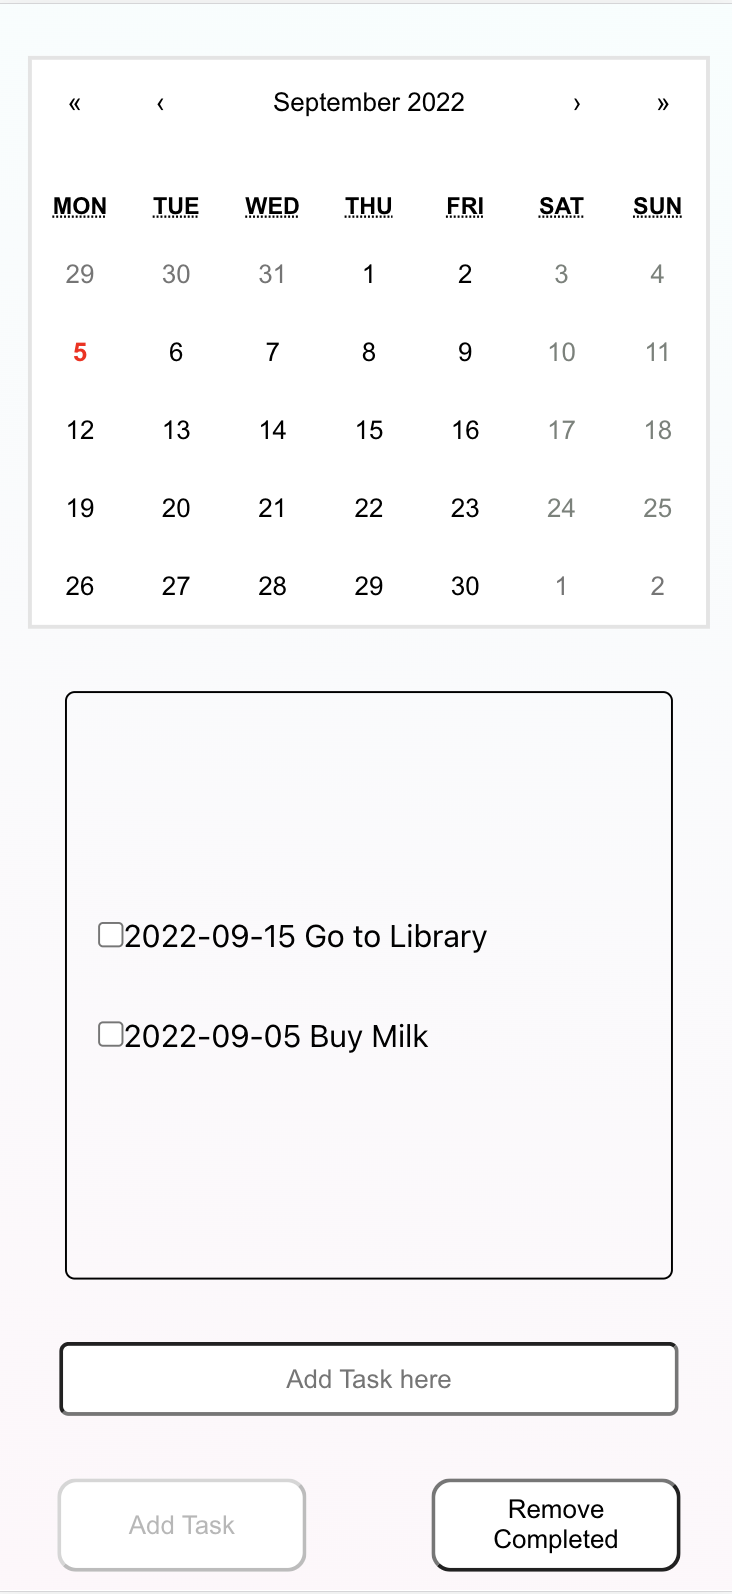 « ‹ September 2022 › »
MON TUE WED THU FRI SAT SUN
29 30 31 1 2 3 4
5 6 7 8 9 10 11
12 13 14 15 16 17 18
19 20 21 22 23 24 25
26 27 28 29 30 1 2
2022-09-15 Go to Library
2022-09-05 Buy Milk
Add Task here
Add Task
Remove
Completed